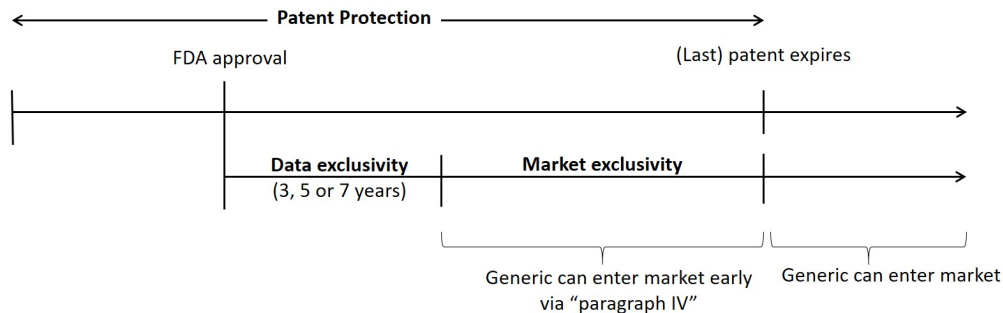 Patent Protection
FDA approval
(Last) patent expires
Data exclusivity
(3, 5 or 7 years)
Market exclusivity
Generic can enter market early
via “paragraph IV”
Generic can enter market